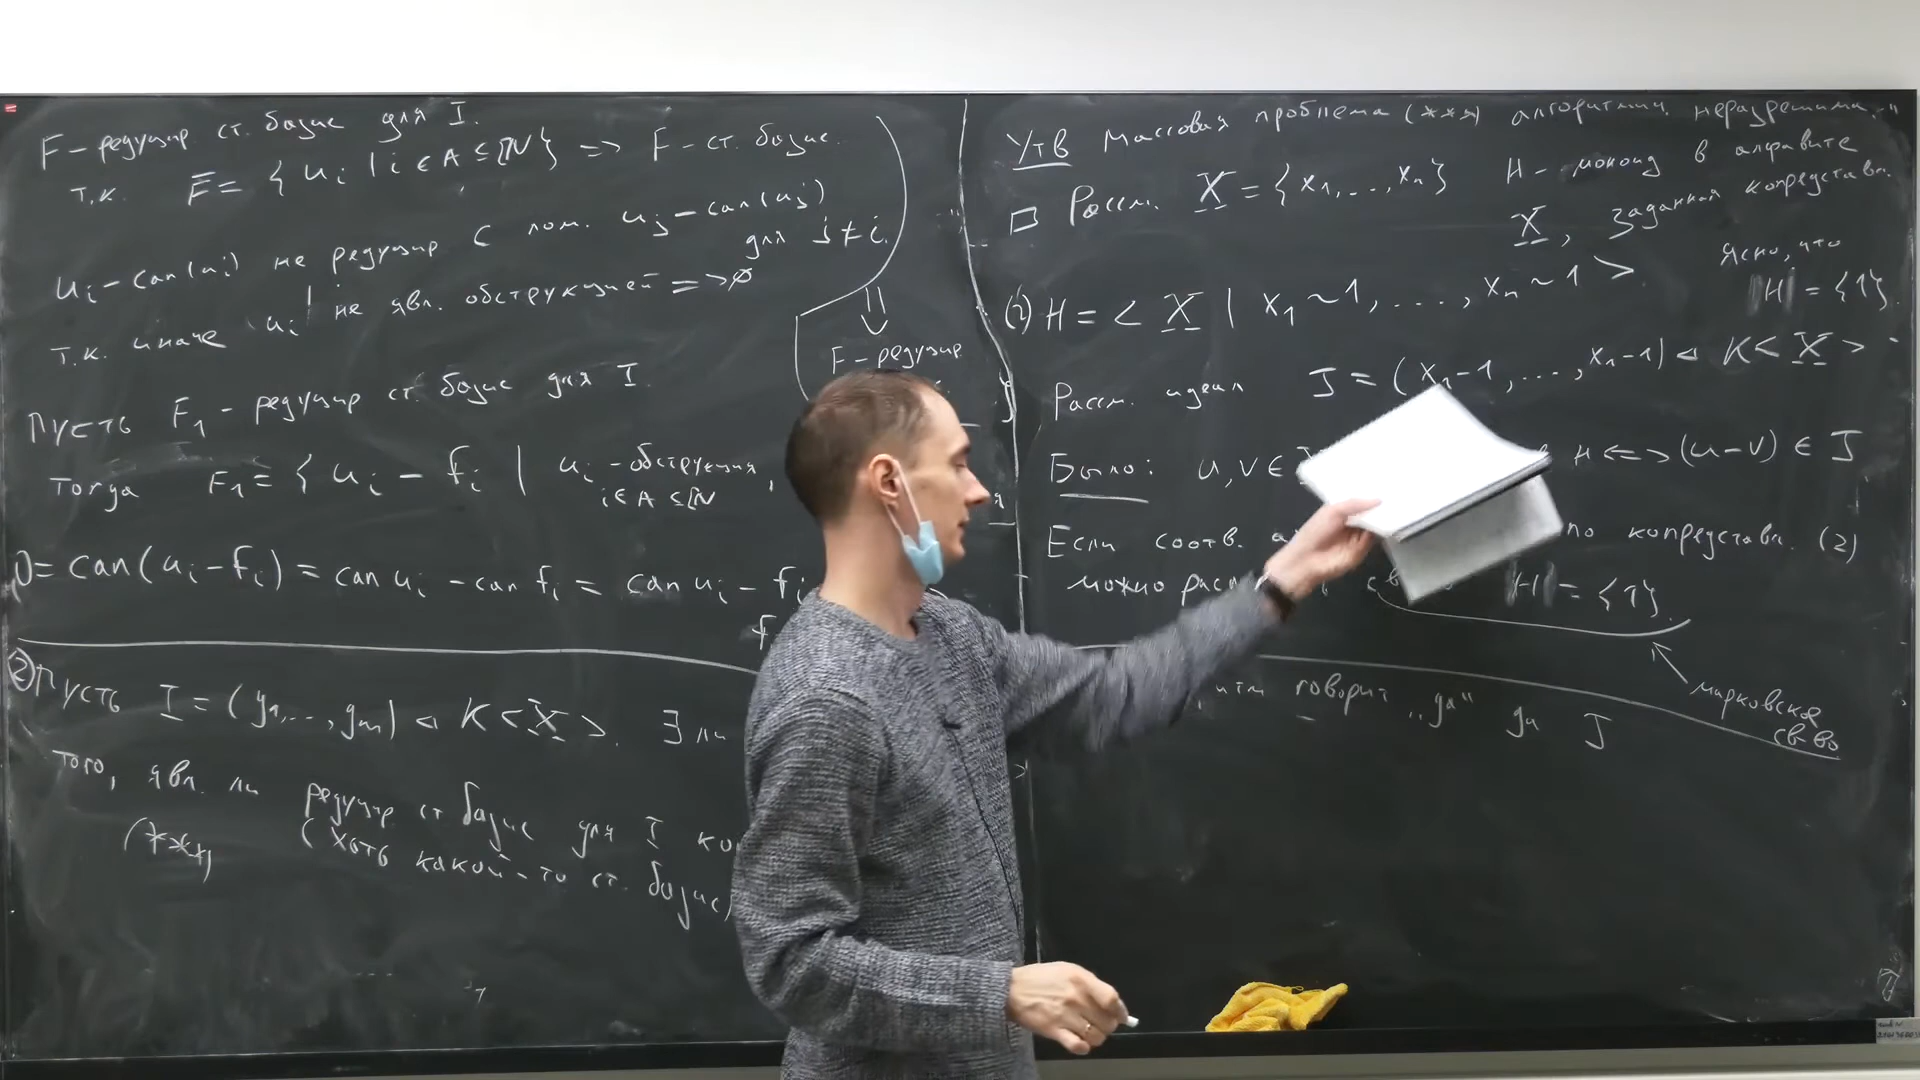 F – редуцир ст. базис для I.
т.к. F̅ = { u_i | i ∈ A ⊆ ℕ } => F – ст. базис.
u_i – can(u_i) не редуцир с пом. u_j – can(u_j)
для j ≠ i.
т.к. иначе u_i не явл. обструкцией => ∅
F – редуцир.
Пусть F_1 – редуцир ст. базис для I.
Тогда F_1 = { u_i – f_i | u_i – обструкция,
i ∈ A ⊆ ℕ
0 = can(u_i – f_i) = can u_i – can f_i = can u_i – f_i
② Пусть I = (g_1, ..., g_m) ◁ K<X>. ∃ ли
того, явл. ли редуцир ст базис для I
(***) (хоть какой-то ст. базис)
Утв Массовая проблема (***) алгоритмич. неразрешима."
□ Рассм. X = {x_1, ..., x_n} H – моноид в алфавите
X, заданный копредставл.
(2) H = < X | x_1 ~ 1, ..., x_n ~ 1 > Ясно, что
H = {1}.
Рассм. идеал J = (x_1 – 1, ..., x_n – 1) ◁ K<X>.
Было: u, v ∈ H <=> (u – v) ∈ J
Если соотв. по копредставл. (2)
можно H = {1}.
марковское
св-во
говорит „да" да J